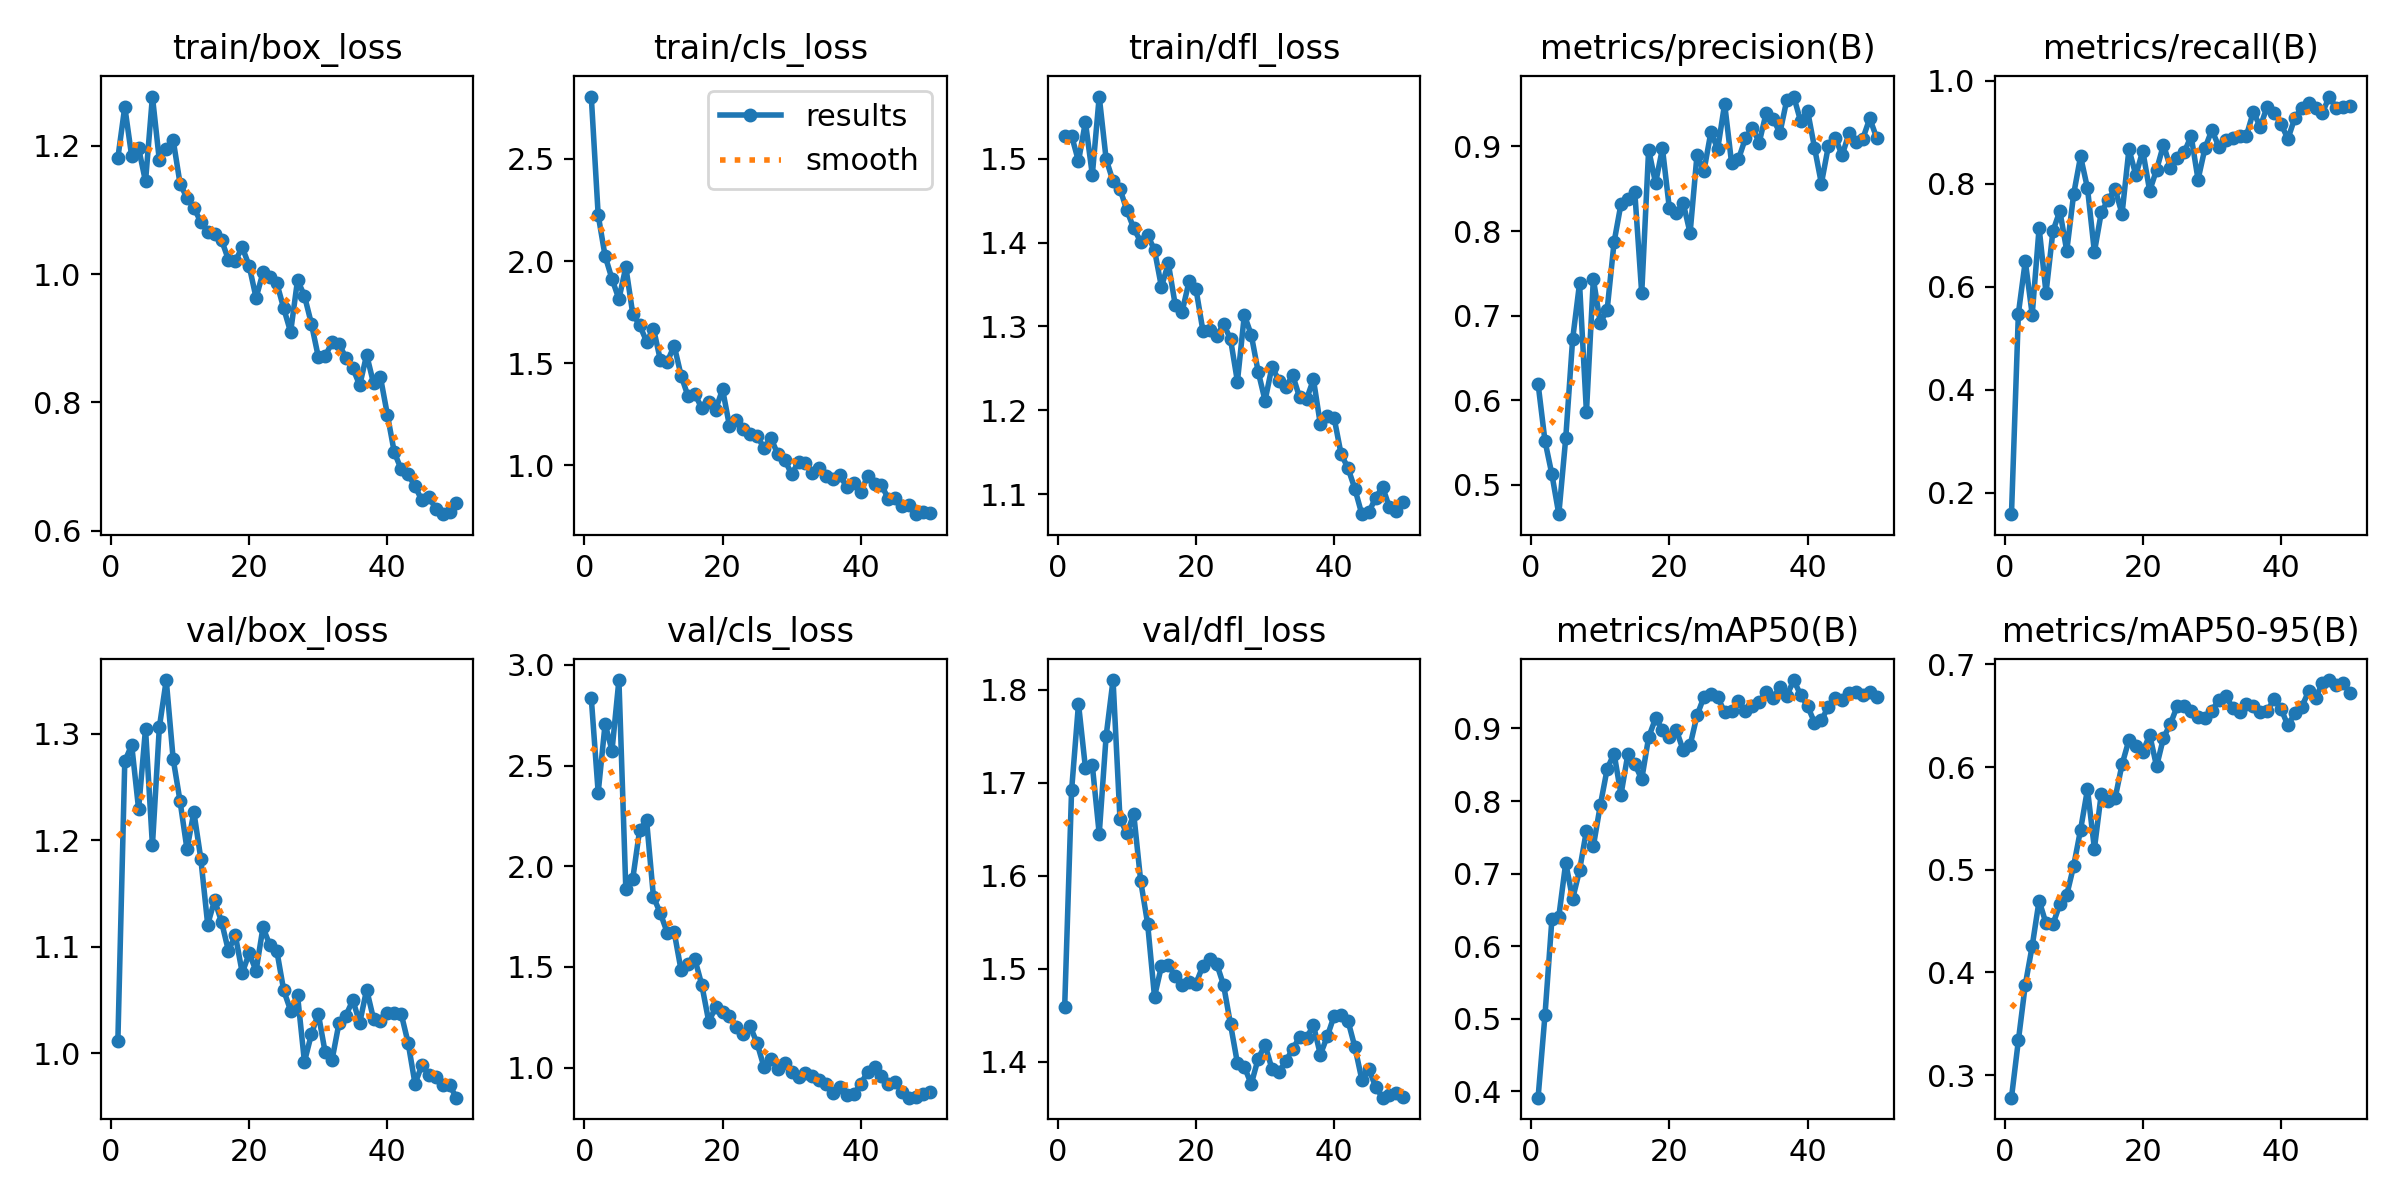 train/box_loss
1.2
1.0
0.8
0.6
0 20 40
train/cls_loss
results
smooth
2.5
2.0
1.5
1.0
0 20 40
train/dfl_loss
1.5
1.4
1.3
1.2
1.1
0 20 40
metrics/precision(B)
0.9
0.8
0.7
0.6
0.5
0 20 40
metrics/recall(B)
1.0
0.8
0.6
0.4
0.2
0 20 40
val/box_loss
1.3
1.2
1.1
1.0
0 20 40
val/cls_loss
3.0
2.5
2.0
1.5
1.0
0 20 40
val/dfl_loss
1.8
1.7
1.6
1.5
1.4
0 20 40
metrics/mAP50(B)
0.9
0.8
0.7
0.6
0.5
0.4
0 20 40
metrics/mAP50-95(B)
0.7
0.6
0.5
0.4
0.3
0 20 40